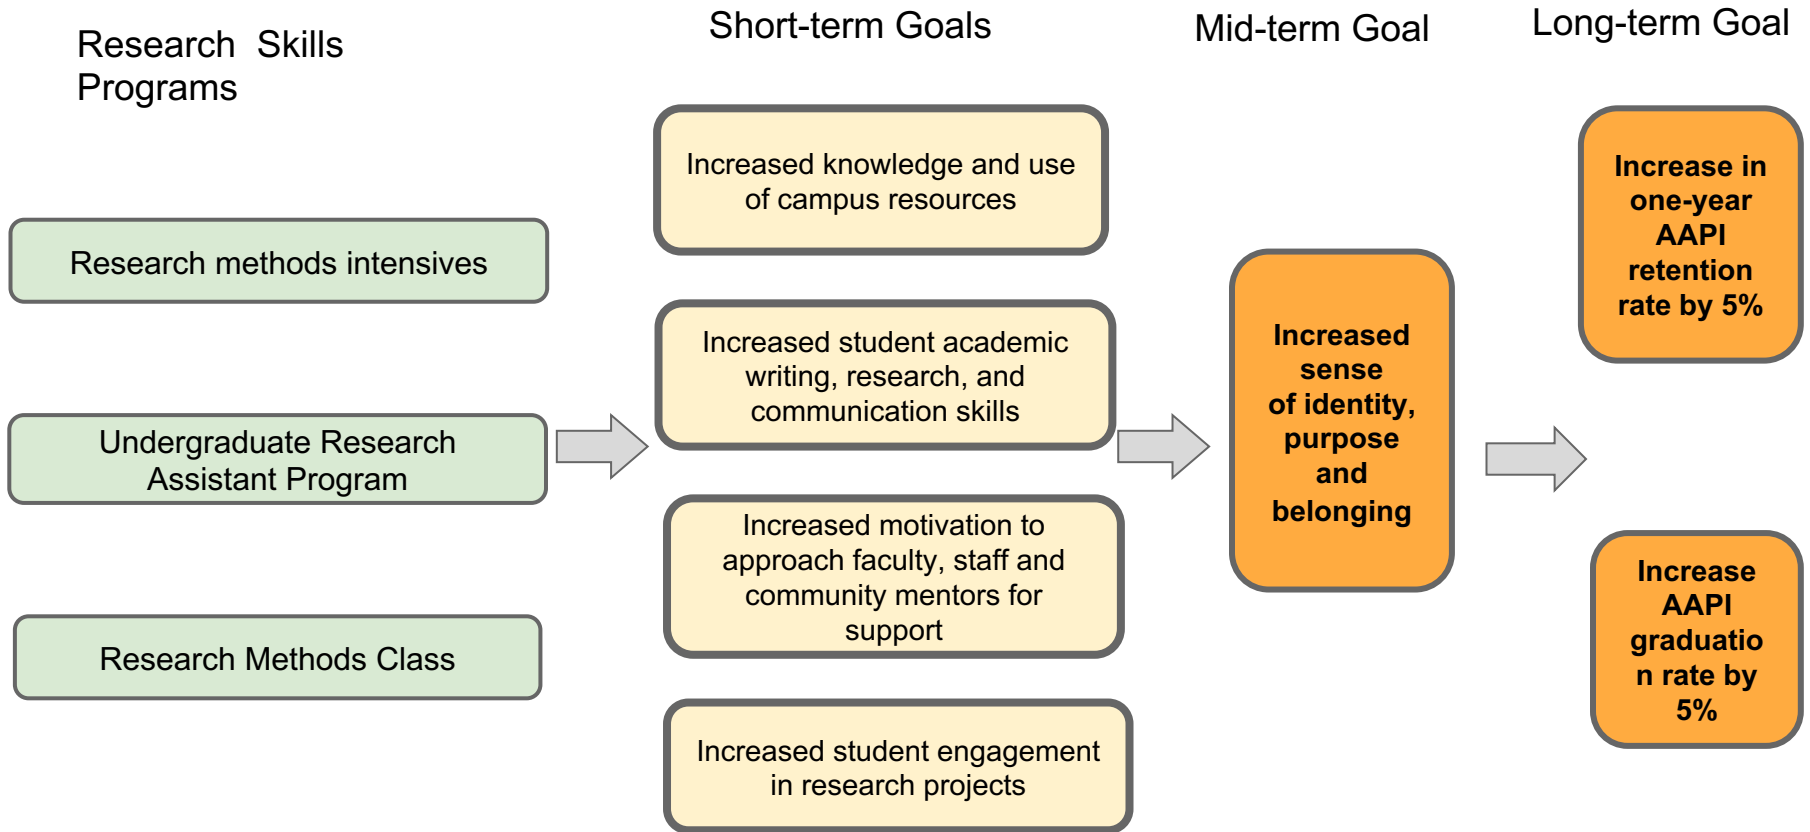 Research  Skills
Programs
Short-term Goals
Mid-term Goal
Long-term Goal
Research methods intensives
Undergraduate Research
Assistant Program
Research Methods Class
Increased knowledge and use
of campus resources
Increased student academic
writing, research, and
communication skills
Increased motivation to
approach faculty, staff and
community mentors for
support
Increased student engagement
in research projects
Increased
sense
of identity,
purpose
and
belonging
Increase in
one-year
AAPI
retention
rate by 5%
Increase
AAPI
graduatio
n rate by
5%